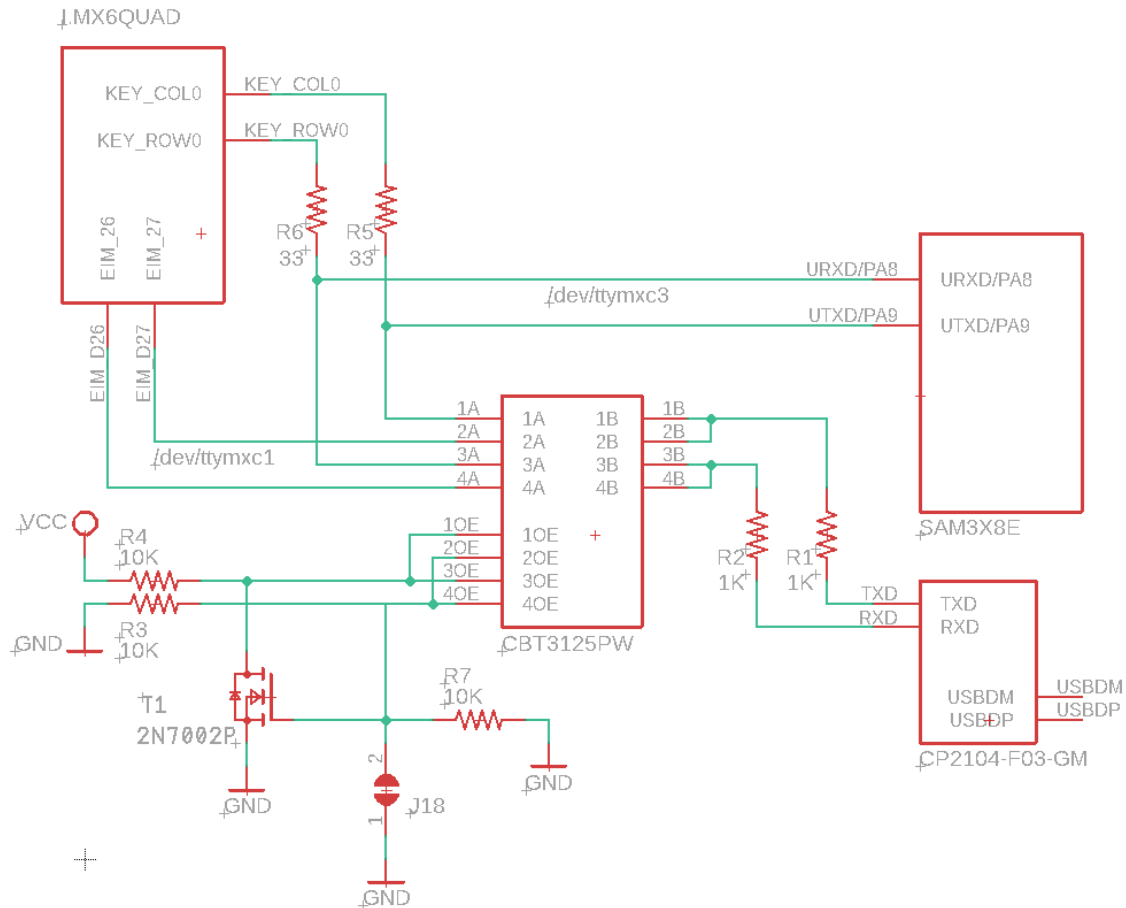 I.MX6QUAD
KEY_COL0
KEY_COL0
KEY_ROW0
KEY_ROW0
EIM_26
EIM_27
R6
33
R5
33
EIM_D26
EIM_D27
/dev/ttymxc3
URXD/PA8
URXD/PA8
UTXD/PA9
UTXD/PA9
SAM3X8E
/dev/ttymxc1
1A
1A
1B
1B
2A
2A
2B
2B
3A
3A
3B
3B
4A
4A
4B
4B
1OE
1OE
2OE
2OE
3OE
3OE
4OE
4OE
CBT3125PW
VCC
R4
10K
GND
R3
10K
R2
1K
R1
1K
TXD
TXD
RXD
RXD
USBDM
USBDM
USBDP
USBDP
CP2104-F03-GM
T1
2N7002P
R7
10K
GND
GND
2
J18
1
GND